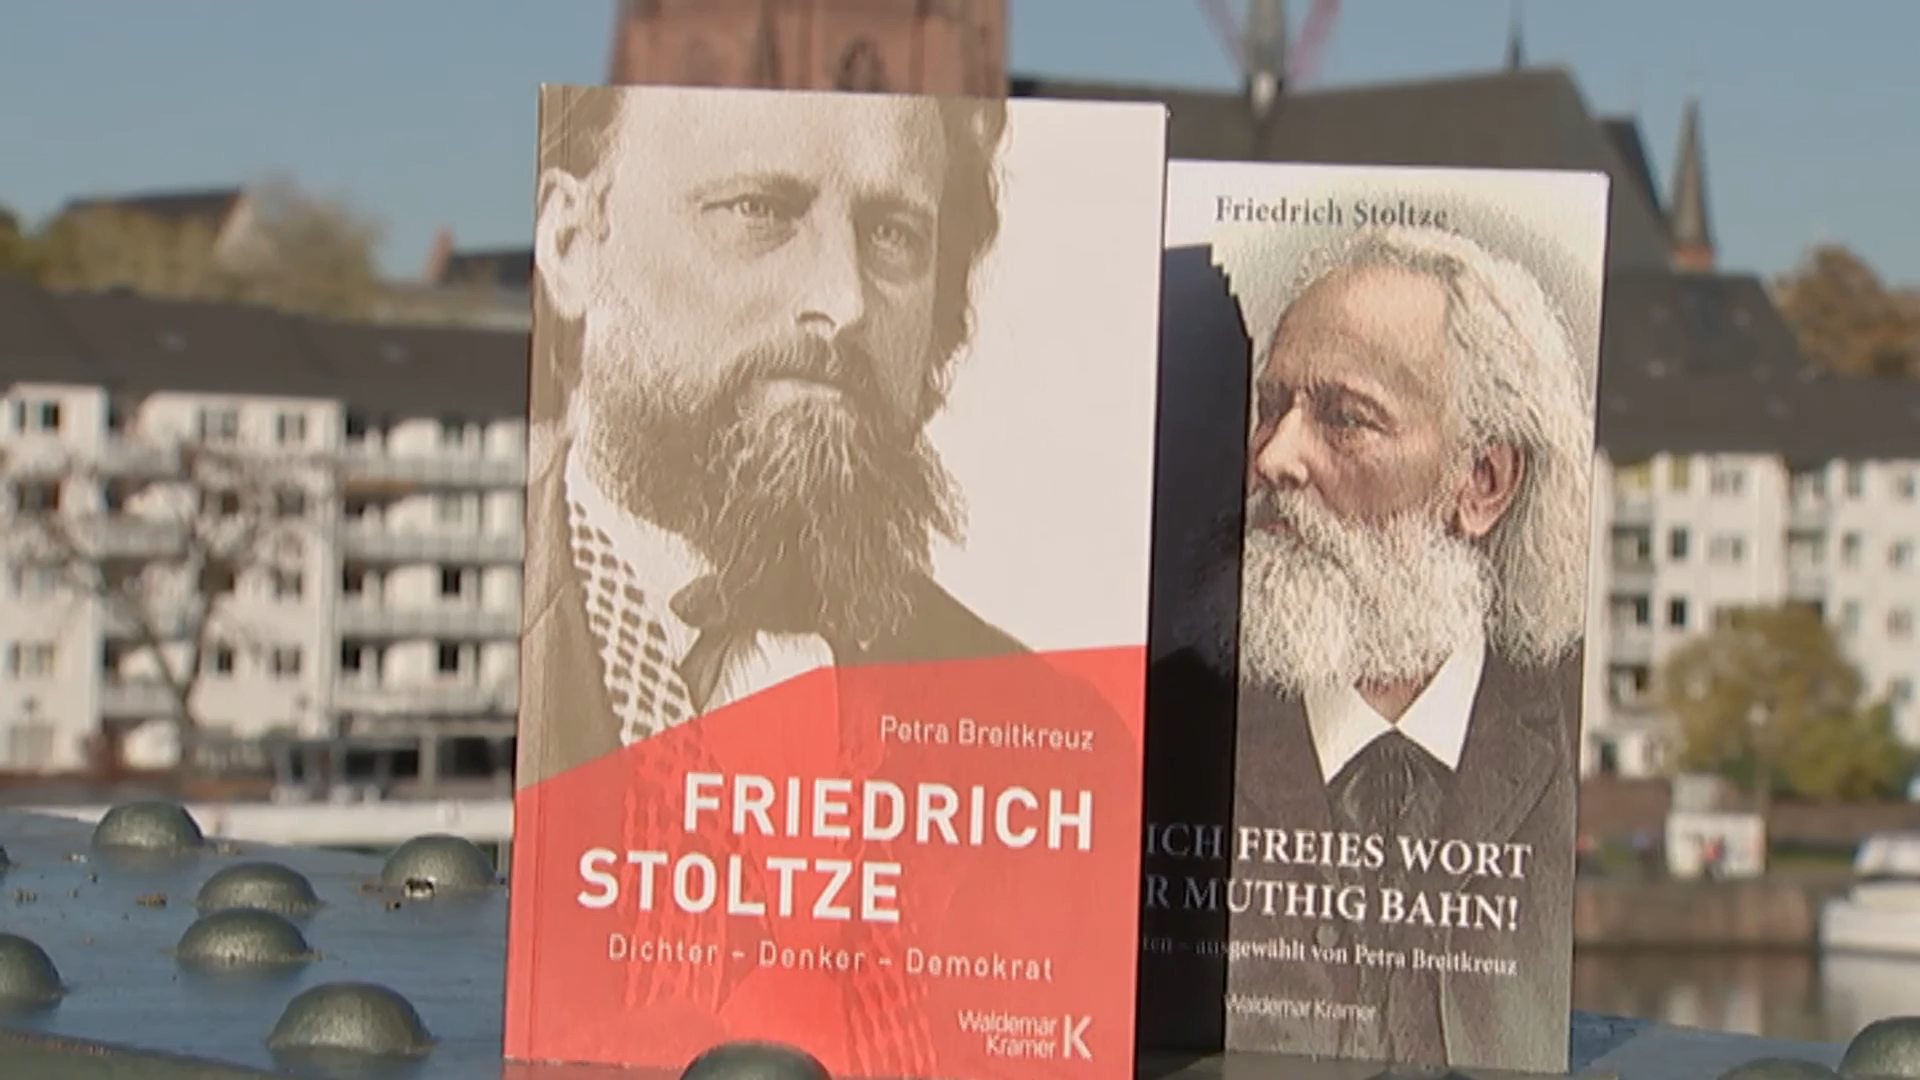 Petra Breitkreuz
FRIEDRICH
STOLTZE
Dichter – Denker – Demokrat
Waldemar
Kramer K
Friedrich Stoltze
ICH FREIES WORT
R MUTHIG BAHN!
ausgewählt von Petra Breitkreuz
Waldemar Kramer